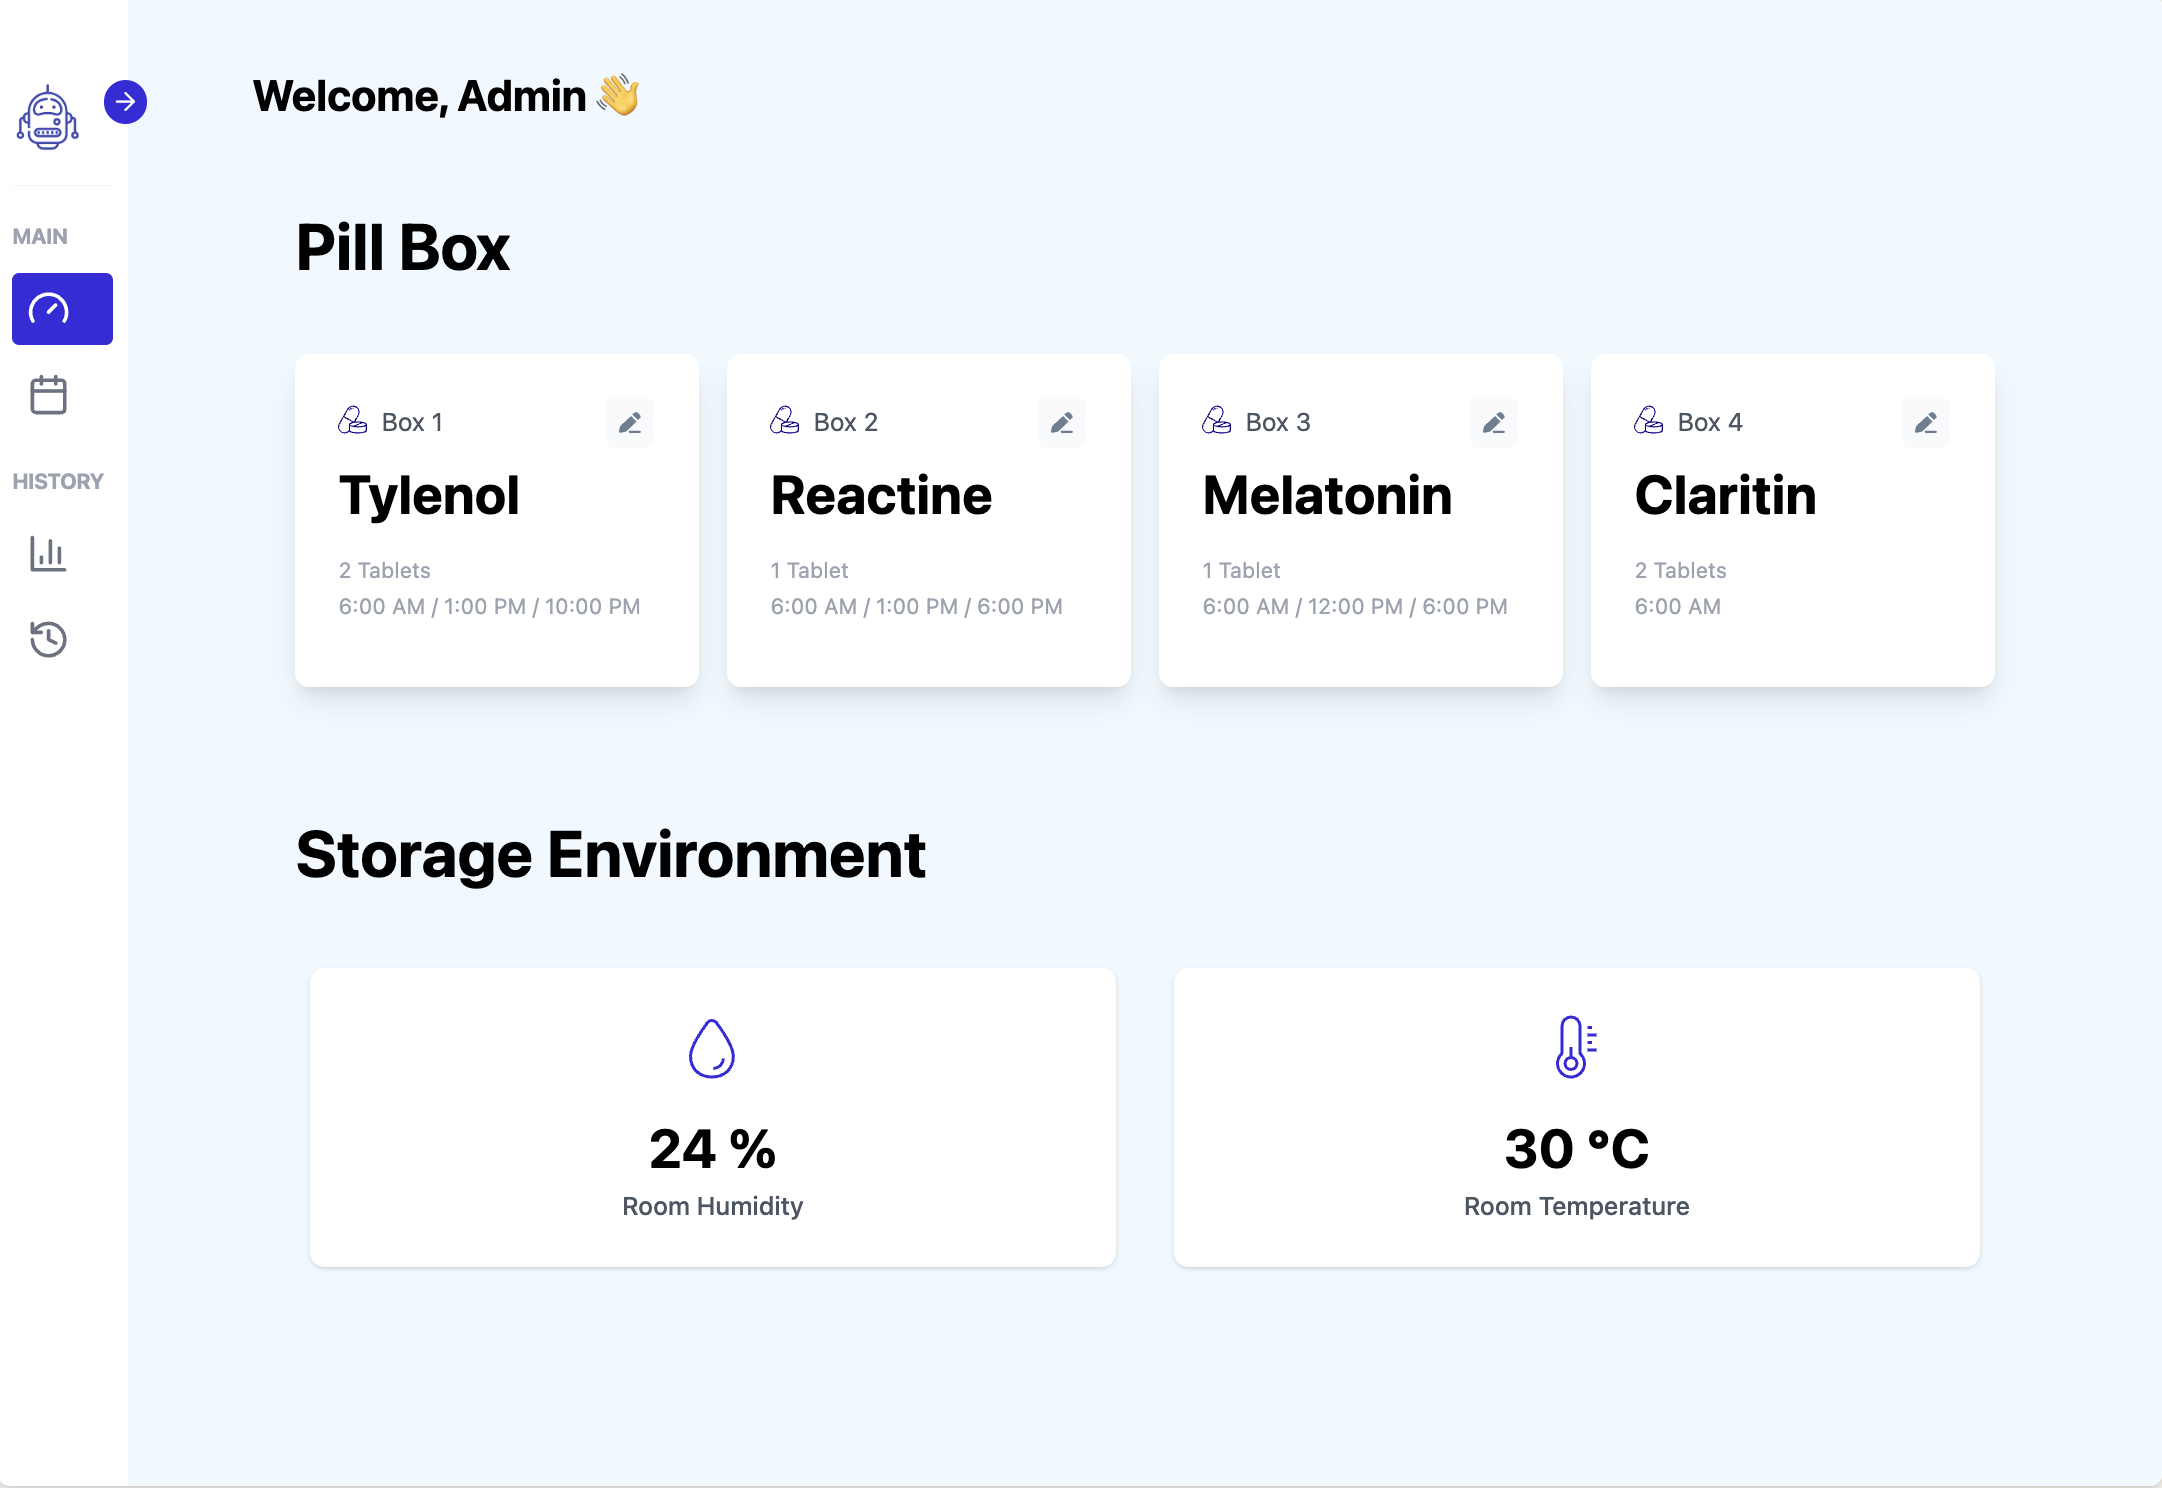 Welcome, Admin 👋
MAIN
HISTORY
Pill Box
Box 1
Tylenol
2 Tablets
6:00 AM / 1:00 PM / 10:00 PM
Box 2
Reactine
1 Tablet
6:00 AM / 1:00 PM / 6:00 PM
Box 3
Melatonin
1 Tablet
6:00 AM / 12:00 PM / 6:00 PM
Box 4
Claritin
2 Tablets
6:00 AM
Storage Environment
24 %
Room Humidity
30 °C
Room Temperature